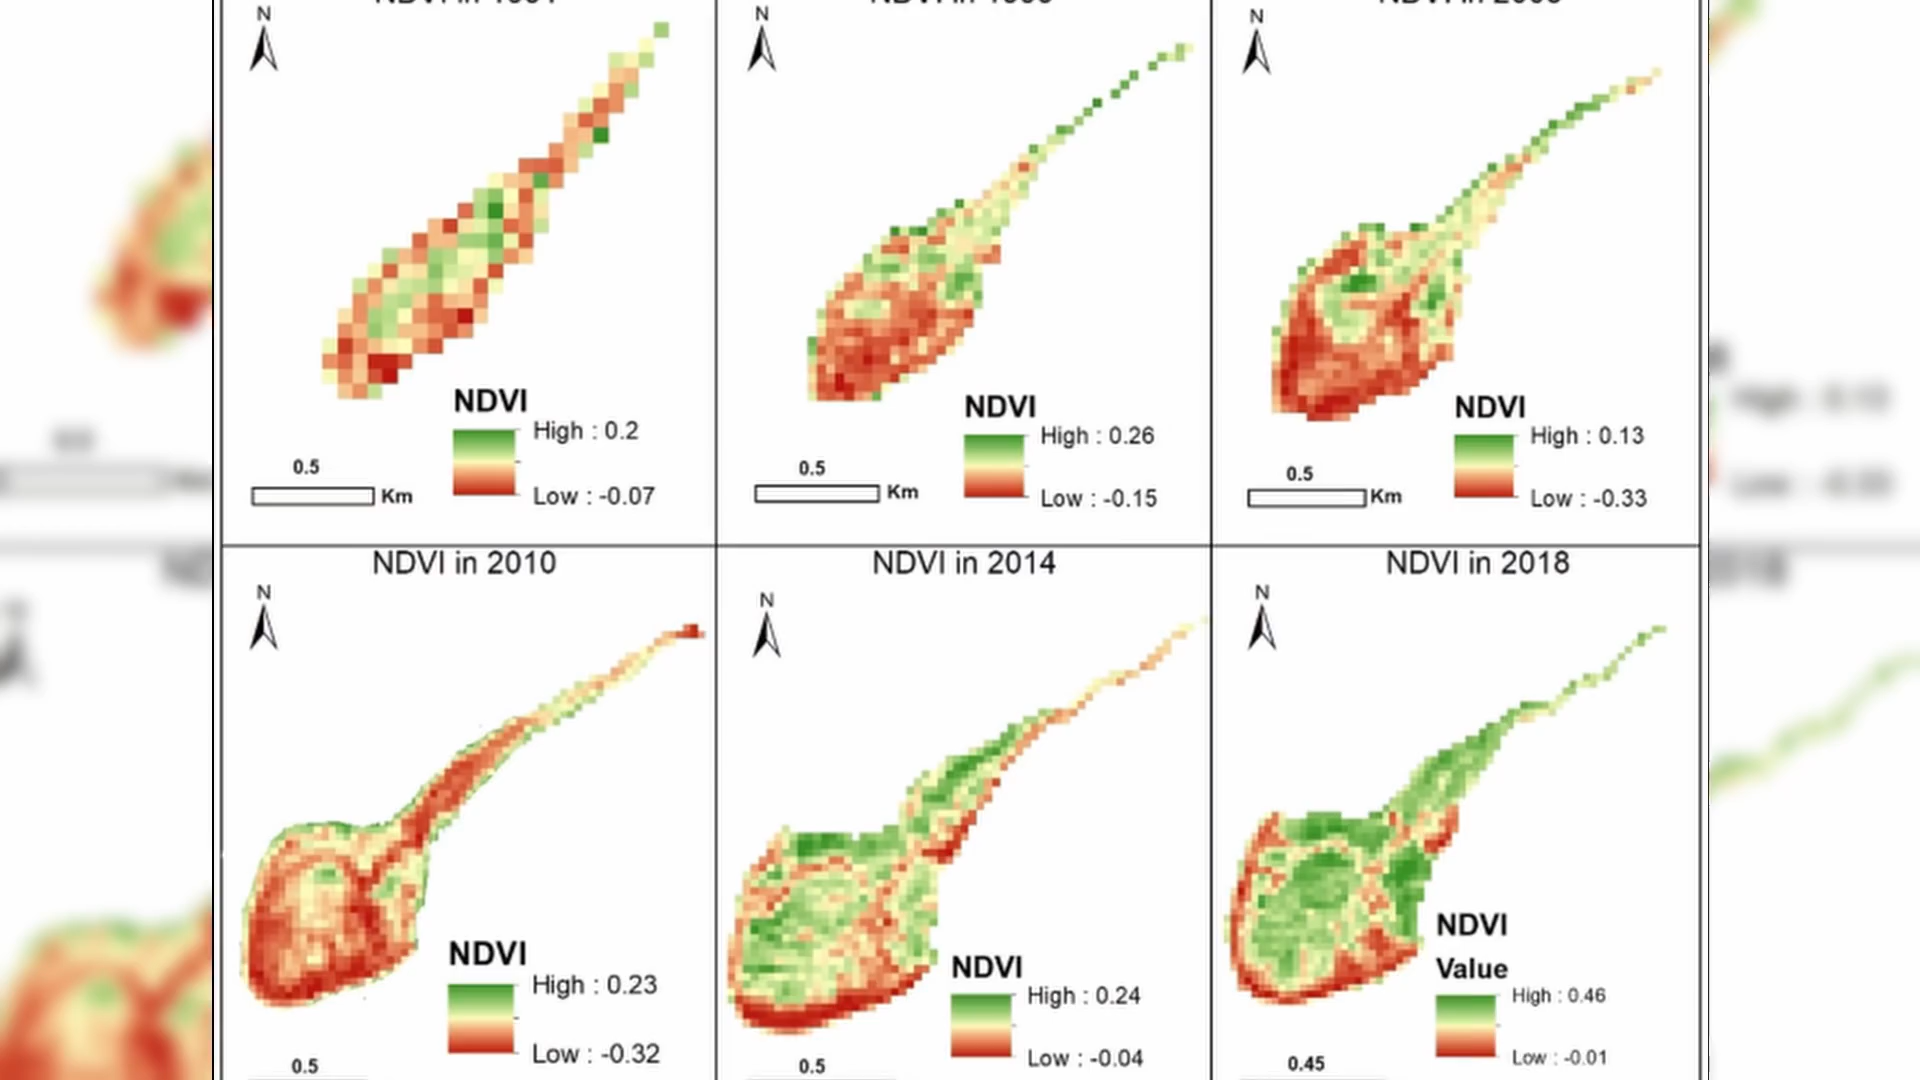 N
N
N
NDVI
High : 0.2
Low : -0.07
0.5
Km
NDVI
High : 0.26
Low : -0.15
0.5
Km
NDVI
High : 0.13
Low : -0.33
0.5
Km
NDVI in 2010
NDVI in 2014
NDVI in 2018
N
N
N
NDVI
High : 0.23
Low : -0.32
0.5
NDVI
High : 0.24
Low : -0.04
0.5
NDVI
Value
High : 0.46
Low : -0.01
0.45